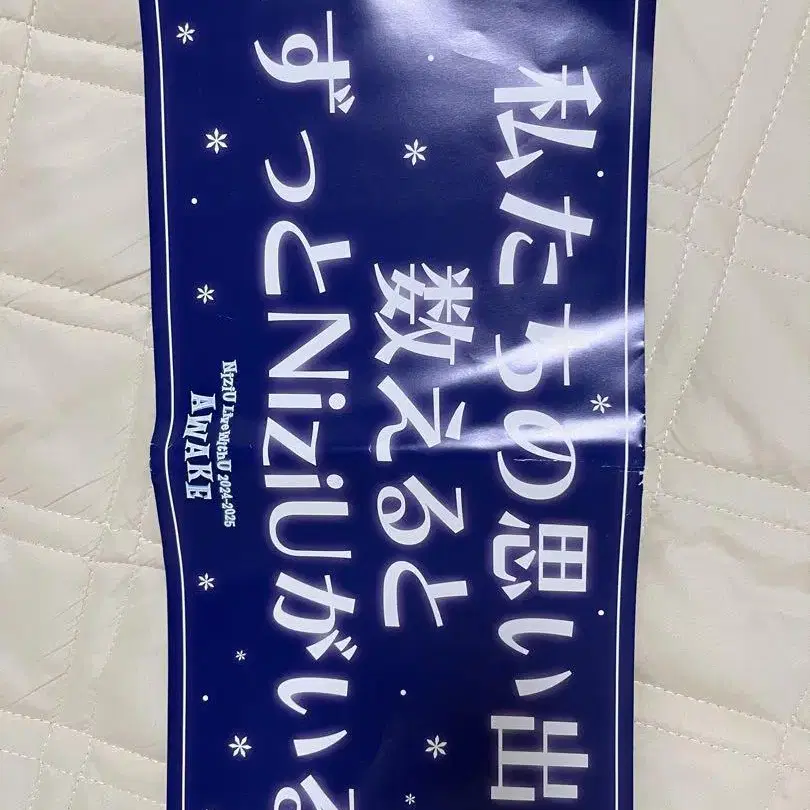 私たちの思い出
数えると
ずっとNiziUがいる
NiziU Live with U 2024-2025
AWAKE